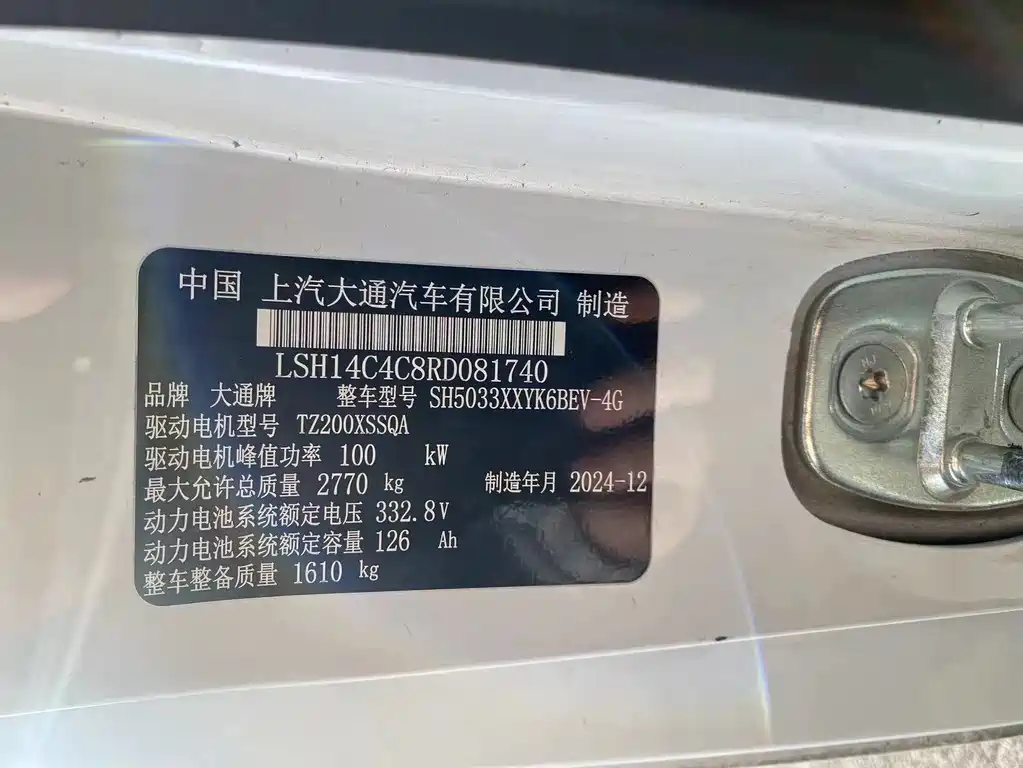 中国 上汽大通汽车有限公司 制造
LSH14C4C8RD081740
品牌 大通牌 整车型号 SH5033XXYK6BEV-4G
驱动电机型号 TZ200XSSQA
驱动电机峰值功率 100 kW
最大允许总质量 2770 kg 制造年月 2024-12
动力电池系统额定电压 332.8V
动力电池系统额定容量 126 Ah
整车整备质量 1610 kg